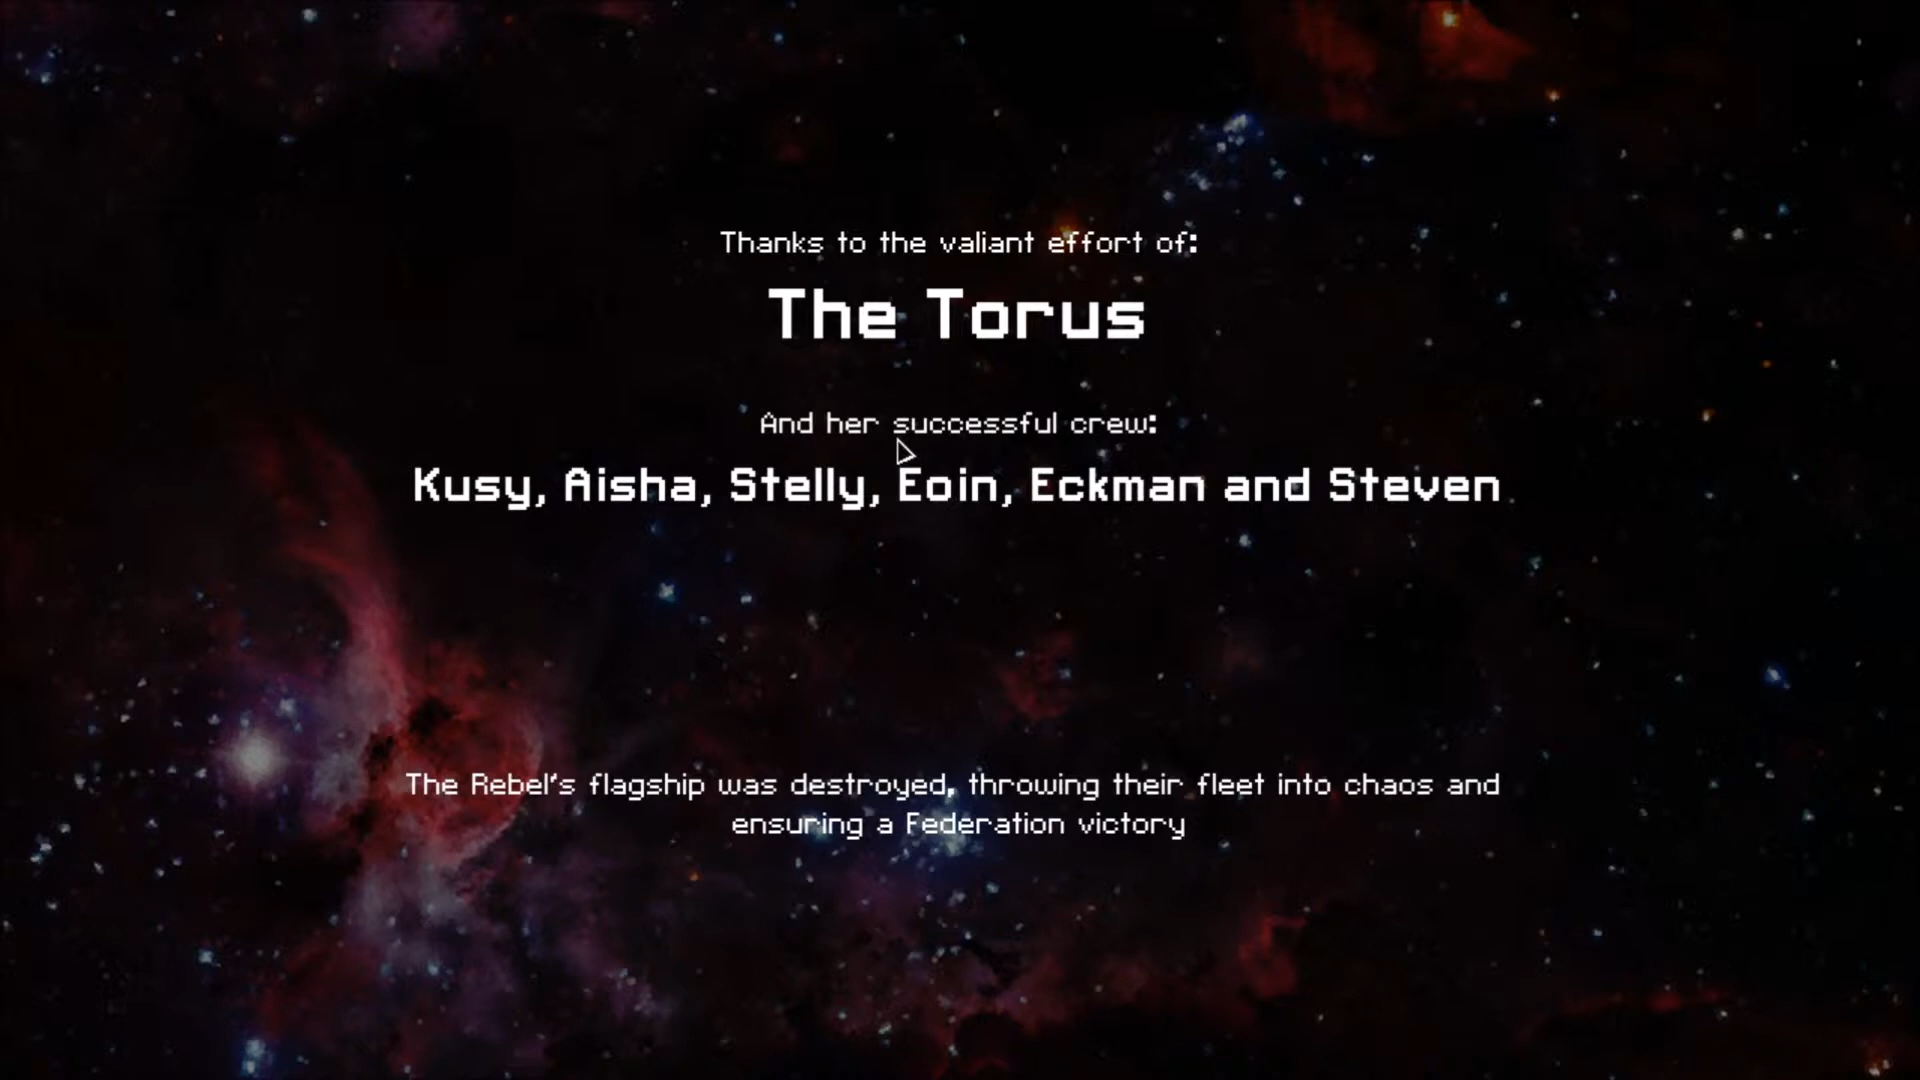 Thanks to the valiant effort of:
The Torus
And her successful crew:
Kusy, Aisha, Stelly, Eoin, Eckman and Steven
The Rebel's flagship was destroyed, throwing their fleet into chaos and
ensuring a Federation victory